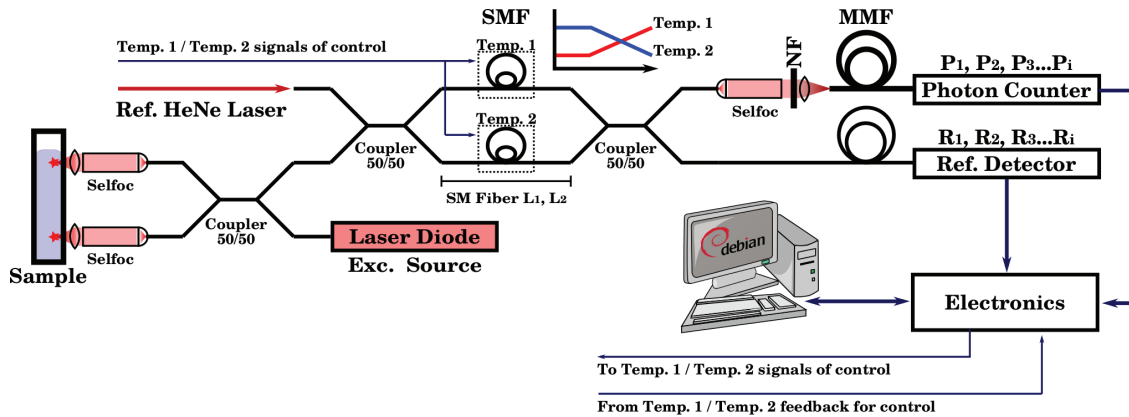 SMF
MMF
Temp. 1 / Temp. 2 signals of control
Temp. 1
Temp. 1
Temp. 2
NF
P1, P2, P3...Pi
Photon Counter
Ref. HeNe Laser
Selfoc
Temp. 2
R1, R2, R3...Ri
Ref. Detector
Coupler
50/50
Coupler
50/50
Selfoc
SM Fiber L1, L2
Coupler
50/50
Laser Diode
Exc. Source
Selfoc
Sample
debian
Electronics
To Temp. 1 / Temp. 2 signals of control
From Temp. 1 / Temp. 2 feedback for control